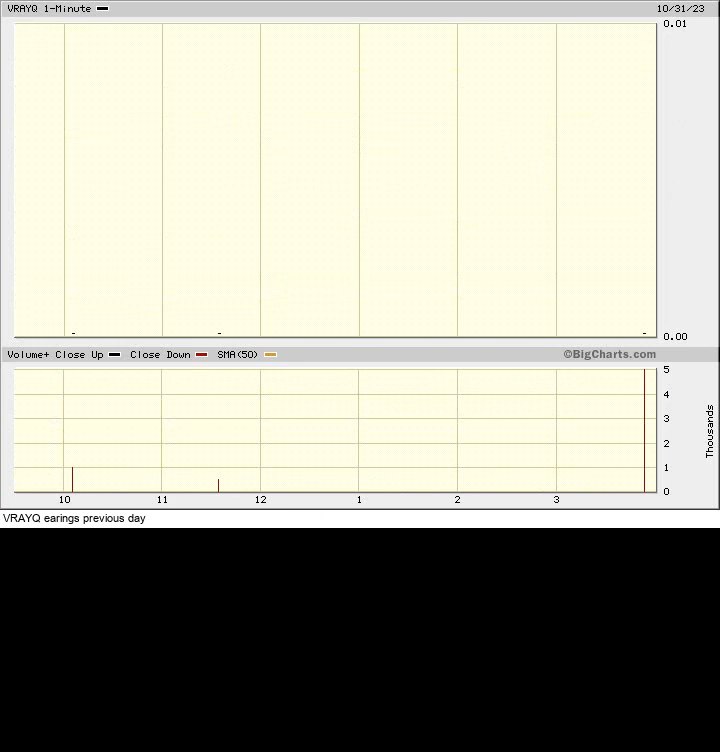 VRAYQ 1-Minute 10/31/23
0.01
0.00
Volume+ Close Up Close Down SMA(50) ©BigCharts.com
5
4
3
2
1
0
Thousands
10 11 12 1 2 3
VRAYQ earings previous day